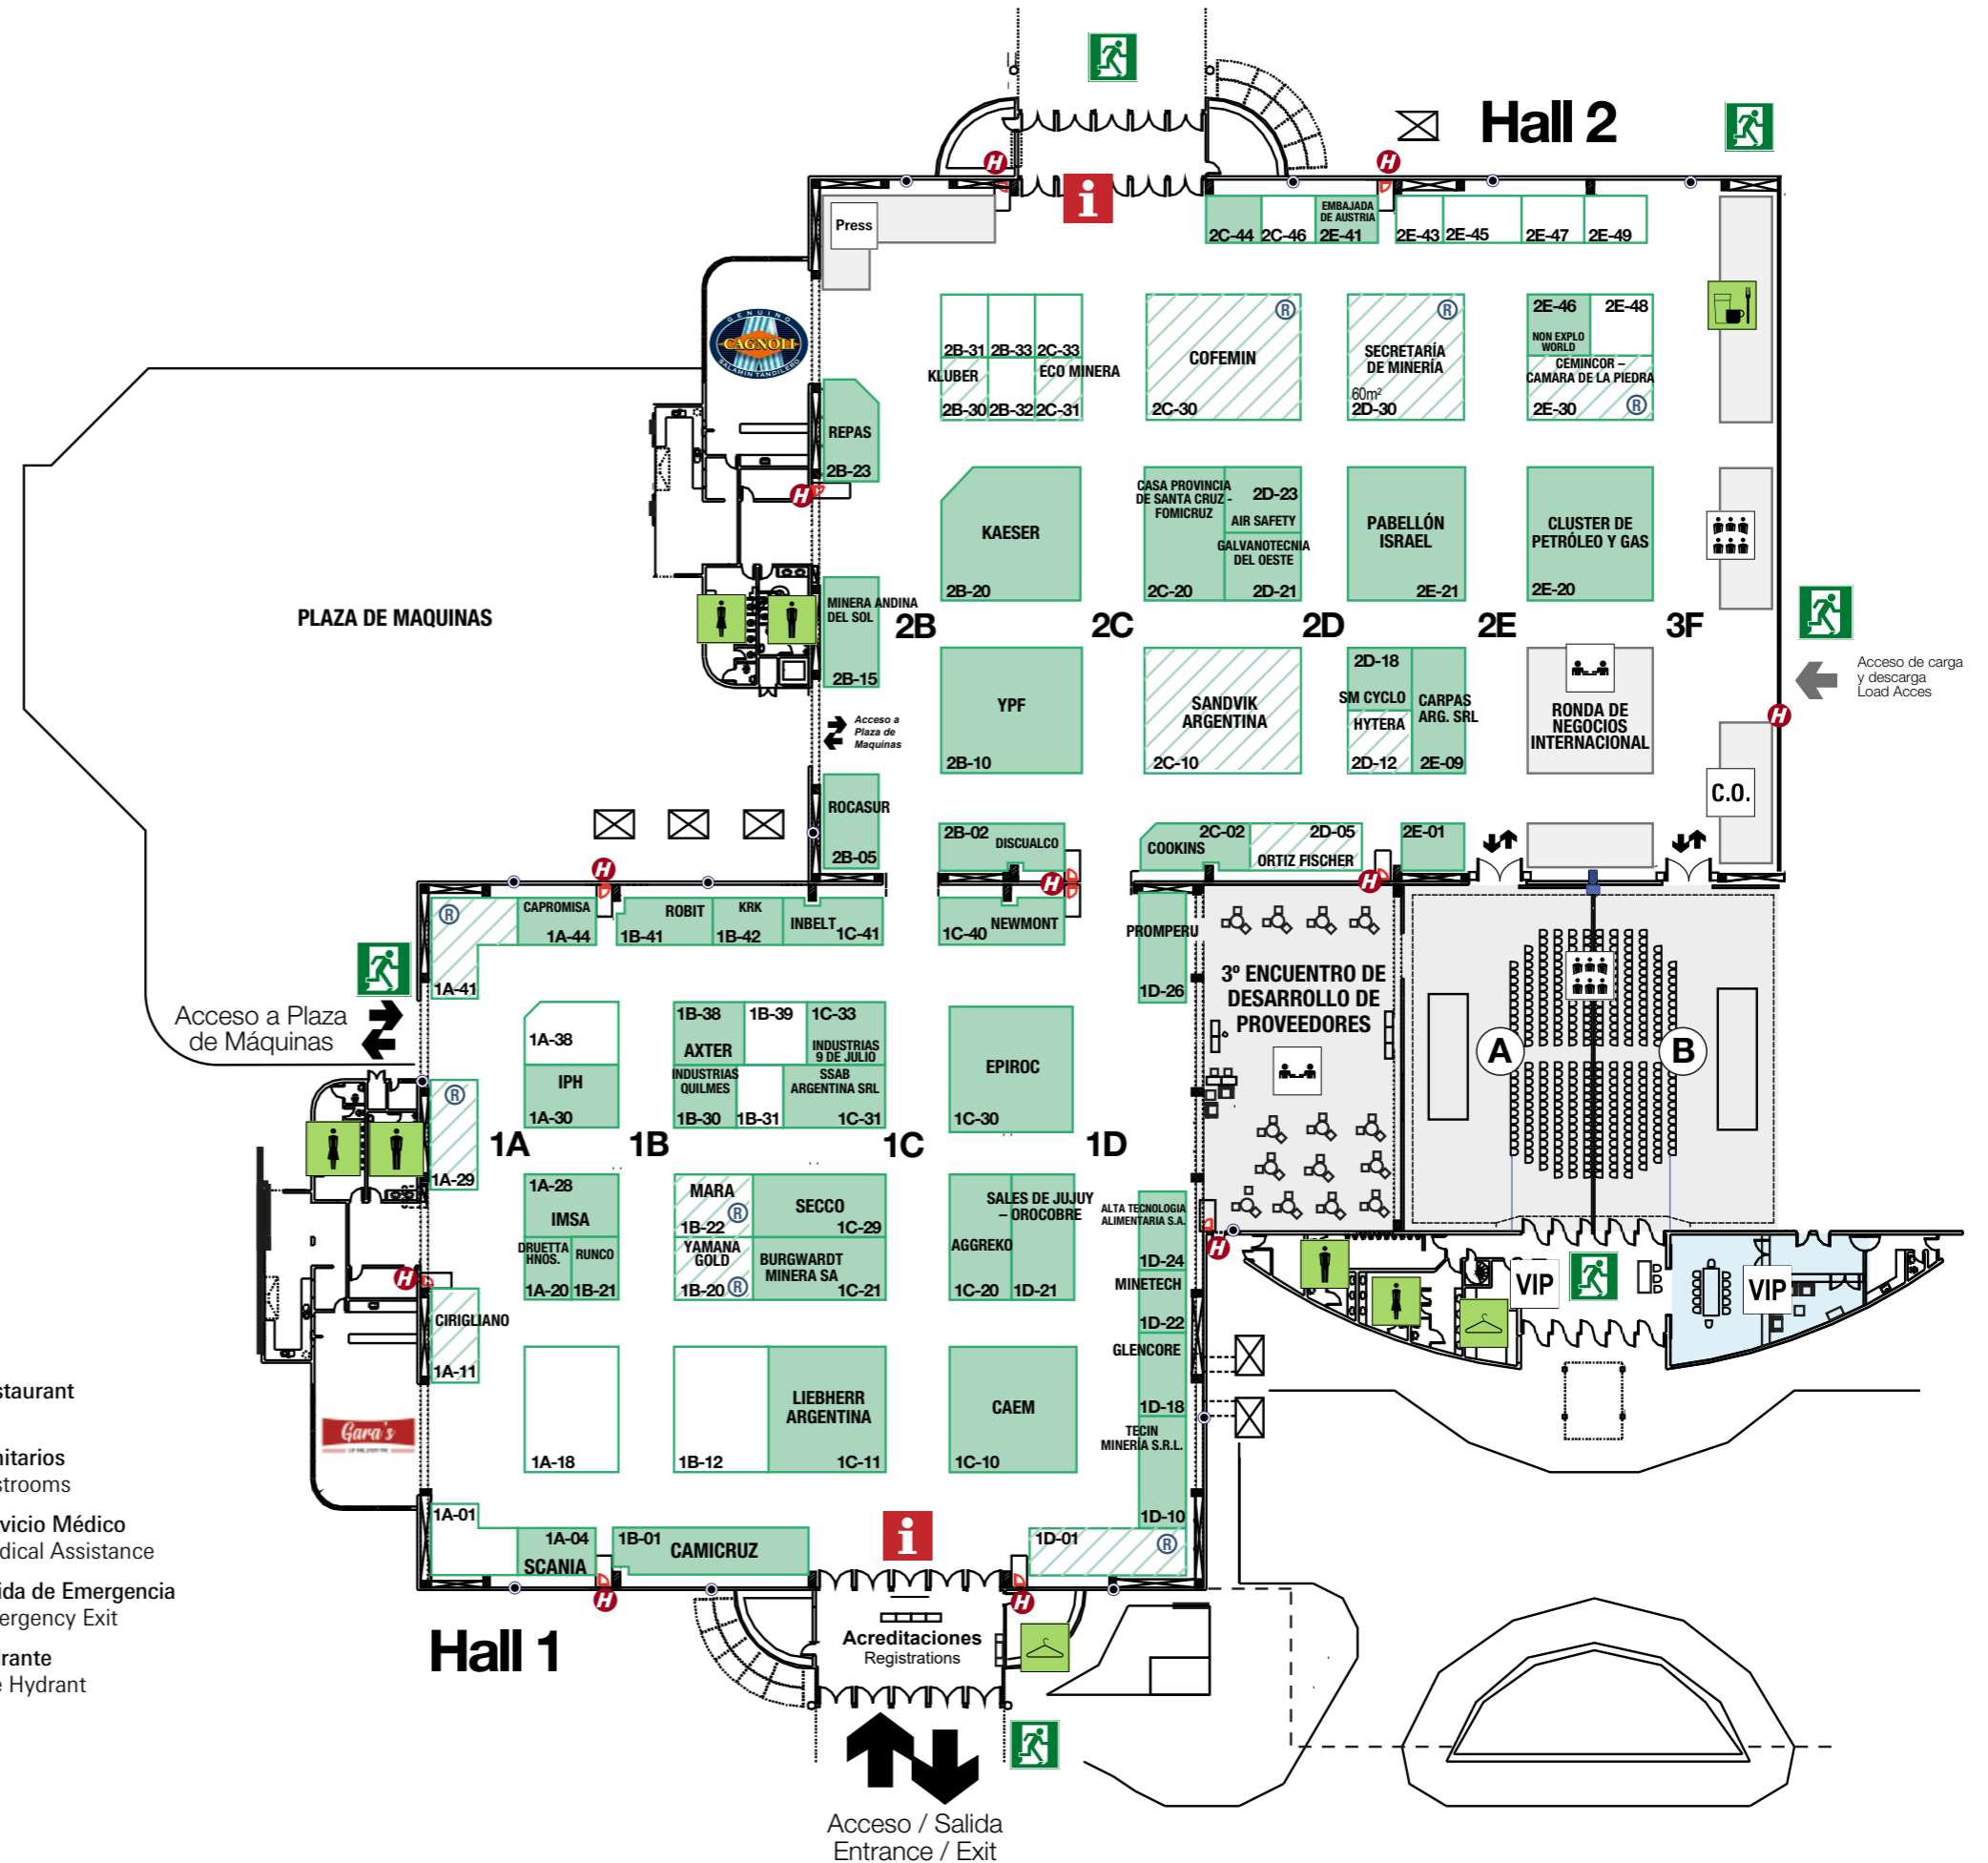 Hall 2
H
H
i
Press
EMBAJADA
DE AUSTRIA
2C-44
2C-46
2E-41
2E-43
2E-45
2E-47
2E-49
GENUINO
CAGNOLI
SALAMIN TANDILERO
2B-31
2B-33
2C-33
KLUBER
ECO MINERA
2B-30
2B-32
2C-31
R
COFEMIN
2C-30
R
SECRETARÍA
DE MINERÍA
60m²
2D-30
2E-46
2E-48
NON EXPLO
WORLD
CEMINCOR –
CAMARA DE LA PIEDRA
2E-30
R
REPAS
2B-23
H
KAESER
2B-20
CASA PROVINCIA
DE SANTA CRUZ -
FOMICRUZ
2C-20
2D-23
AIR SAFETY
GALVANOTECNIA
DEL OESTE
2D-21
PABELLÓN
ISRAEL
2E-21
CLUSTER DE
PETRÓLEO Y GAS
2E-20
PLAZA DE MAQUINAS
MINERA ANDINA
DEL SOL
2B-15
2B
2C
2D
2E
3F
Acceso de carga
y descarga
Load Acces
H
Acceso a
Plaza de
Maquinas
YPF
2B-10
SANDVIK
ARGENTINA
2C-10
2D-18
SM CYCLO
HYTERA
2D-12
CARPAS
ARG. SRL
2E-09
RONDA DE
NEGOCIOS
INTERNACIONAL
C.O.
ROCASUR
2B-05
2B-02
DISCUALCO
2C-02
COOKINS
2D-05
ORTIZ FISCHER
2E-01
H
H
H
R
1A-41
CAPROMISA
1A-44
ROBIT
1B-41
KRK
1B-42
INBELT
1C-41
NEWMONT
1C-40
PROMPERU
1D-26
3º ENCUENTRO DE
DESARROLLO DE
PROVEEDORES
A
B
Acceso a Plaza
de Máquinas
1A-38
IPH
1A-30
1B-38
AXTER
1B-39
1C-33
INDUSTRIAS
9 DE JULIO
INDUSTRIAS
QUILMES
1B-30
1B-31
SSAB
ARGENTINA SRL
1C-31
EPIROC
1C-30
R
1A-29
1A
1B
1C
1D
1A-28
IMSA
DRUETTA
HNOS.
1A-20
RUNCO
1B-21
MARA
R
1B-22
YAMANA
GOLD
1B-20
R
SECCO
1C-29
BURGWARDT
MINERA SA
1C-21
AGGREKO
1C-20
SALES DE JUJUY
– OROCOBRE
1D-21
ALTA TECNOLOGIA
ALIMENTARIA S.A.
1D-24
MINETECH
1D-22
GLENCORE
1D-18
TECIN
MINERÍA S.R.L.
1D-10
H
VIP
VIP
H
CIRIGLIANO
1A-11
Gara's
1A-18
1B-12
LIEBHERR
ARGENTINA
1C-11
CAEM
1C-10
staurant
nitarios
strooms
vicio Médico
dical Assistance
ida de Emergencia
ergency Exit
rante
e Hydrant
1A-01
1A-04
SCANIA
1B-01
CAMICRUZ
i
1D-01
R
H
H
Hall 1
Acreditaciones
Registrations
Acceso / Salida
Entrance / Exit